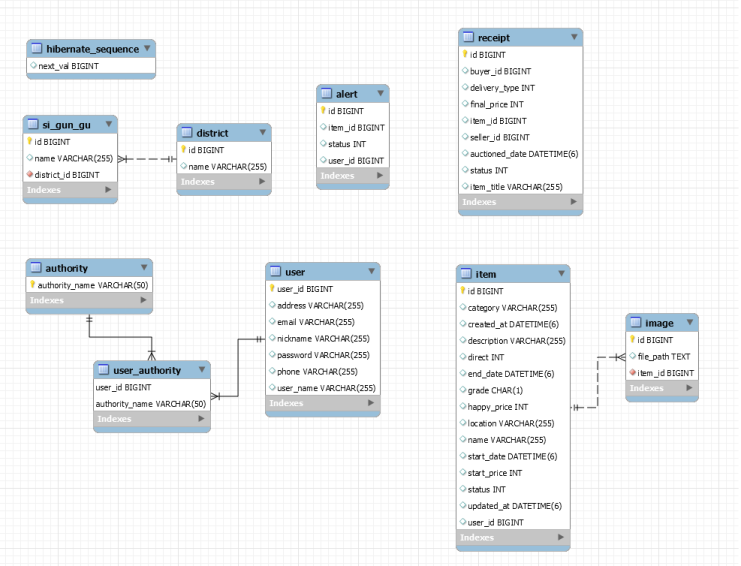 hibernate_sequence
next_val BIGINT
si_gun_gu
id BIGINT
name VARCHAR(255)
district_id BIGINT
Indexes
district
id BIGINT
name VARCHAR(255)
Indexes
alert
id BIGINT
item_id BIGINT
status INT
user_id BIGINT
Indexes
receipt
id BIGINT
buyer_id BIGINT
delivery_type INT
final_price INT
item_id BIGINT
seller_id BIGINT
auctioned_date DATETIME(6)
status INT
item_title VARCHAR(255)
Indexes
authority
authority_name VARCHAR(50)
Indexes
user_authority
user_id BIGINT
authority_name VARCHAR(50)
Indexes
user
user_id BIGINT
address VARCHAR(255)
email VARCHAR(255)
nickname VARCHAR(255)
password VARCHAR(255)
phone VARCHAR(255)
user_name VARCHAR(255)
Indexes
item
id BIGINT
category VARCHAR(255)
created_at DATETIME(6)
description VARCHAR(255)
direct INT
end_date DATETIME(6)
grade CHAR(1)
happy_price INT
location VARCHAR(255)
name VARCHAR(255)
start_date DATETIME(6)
start_price INT
status INT
updated_at DATETIME(6)
user_id BIGINT
Indexes
image
id BIGINT
file_path TEXT
item_id BIGINT
Indexes